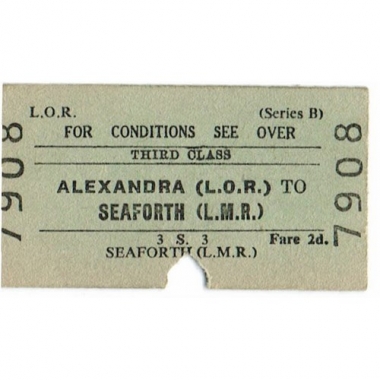 L.O.R. (Series B)
FOR CONDITIONS SEE OVER
THIRD CLASS
ALEXANDRA (L.O.R.) TO
SEAFORTH (L.M.R.)
3 S. 3 Fare 2d.
SEAFORTH (L.M.R.)
7908
7908